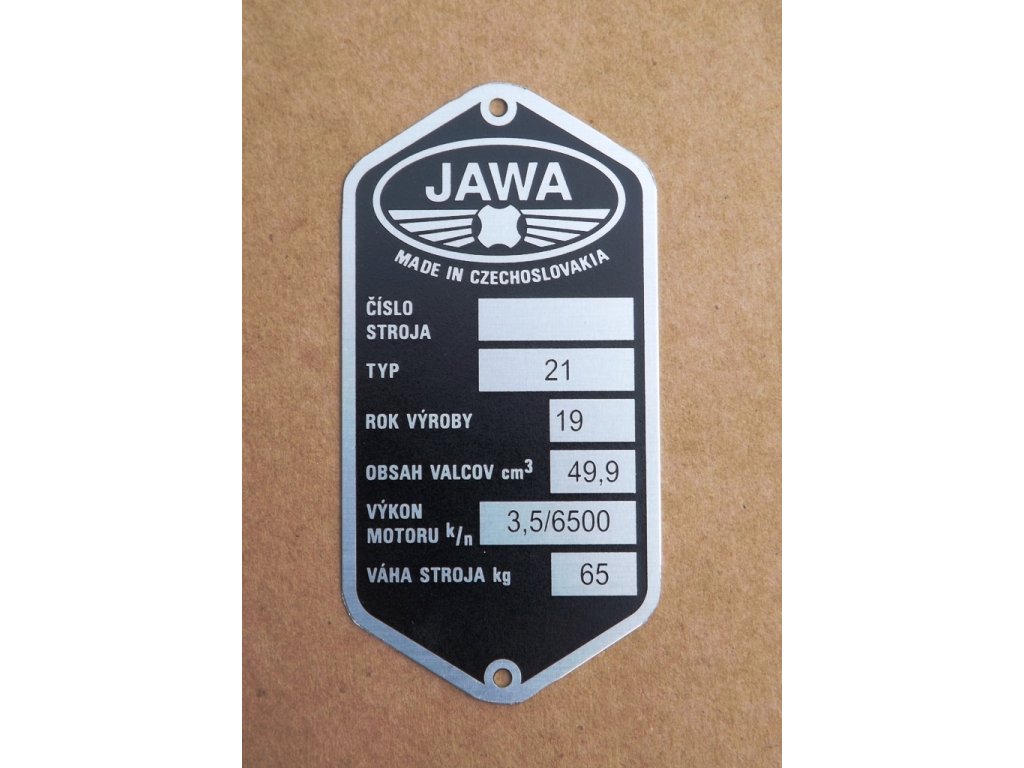 JAWA
MADE IN CZECHOSLOVAKIA
ČÍSLO
STROJA
TYP 21
ROK VÝROBY 19
OBSAH VALCOV cm³ 49,9
VÝKON
MOTORU k/n 3,5/6500
VÁHA STROJA kg 65